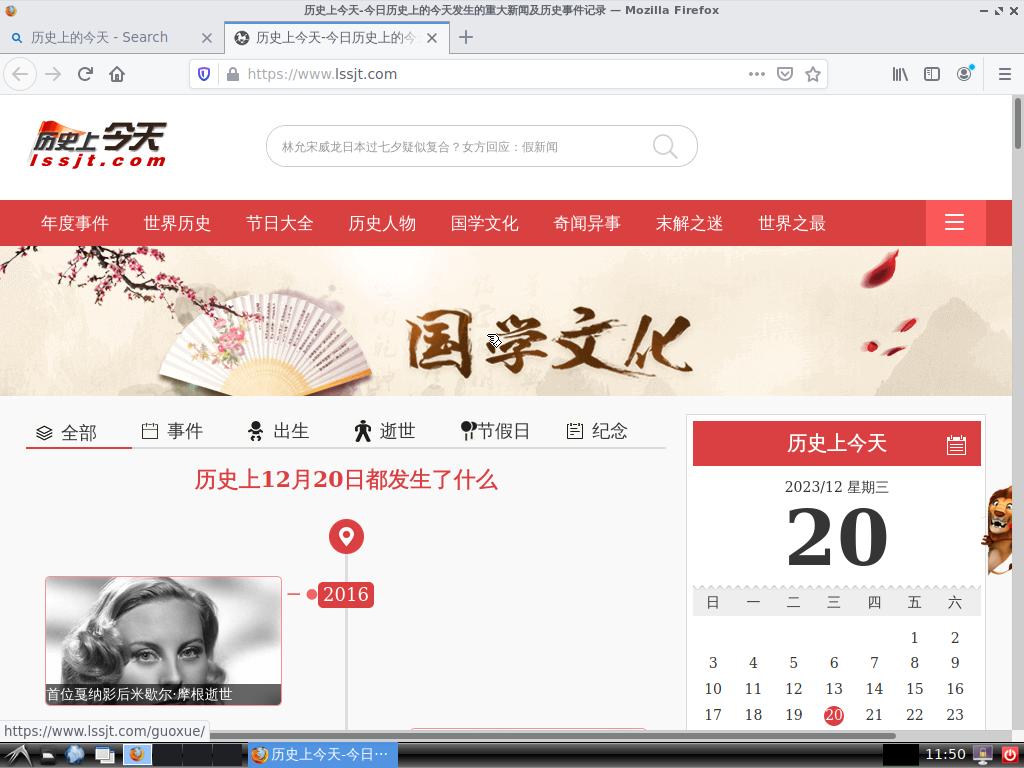 历史上今天-今日历史上的今天发生的重大新闻及历史事件记录 — Mozilla Firefox
历史上的今天 - Search
历史上今天-今日历史上的今
https://www.lssjt.com
历史上今天
lssjt.com
林允宋威龙日本过七夕疑似复合？女方回应：假新闻
年度事件 世界历史 节日大全 历史人物 国学文化 奇闻异事 末解之迷 世界之最
国学文化
全部 事件 出生 逝世 节假日 纪念
历史上12月20日都发生了什么
2016
首位戛纳影后米歇尔·摩根逝世
历史上今天
2023/12 星期三
20
日 一 二 三 四 五 六
1 2
3 4 5 6 7 8 9
10 11 12 13 14 15 16
17 18 19 20 21 22 23
https://www.lssjt.com/guoxue/
历史上今天-今日⋯
11:50